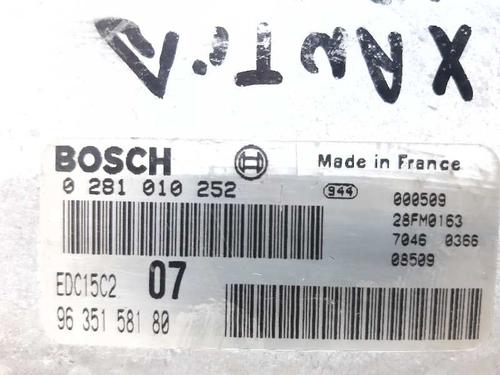 XANTIA
BOSCH
Made in France
0 281 010 252
944
000509
28FM0163
7046 0366
08509
EDC15C2 07
96 351 581 80